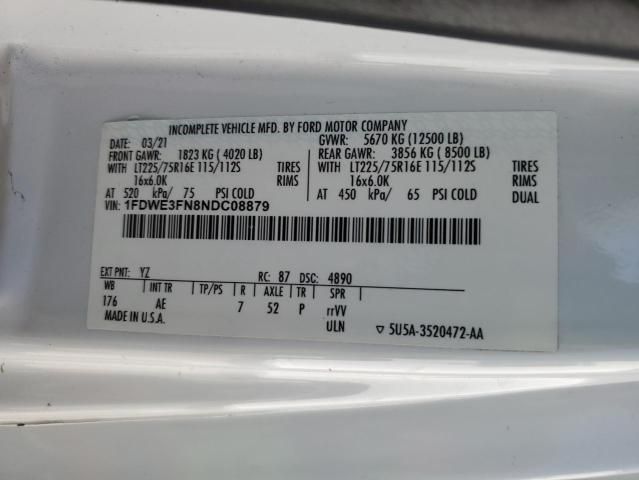 INCOMPLETE VEHICLE MFD. BY FORD MOTOR COMPANY
DATE: 03/21 GVWR: 5670 KG (12500 LB)
FRONT GAWR: 1823 KG ( 4020 LB) REAR GAWR: 3856 KG ( 8500 LB)
WITH LT225/75R16E 115/112S TIRES WITH LT225/75R16E 115/112S TIRES
16x6.0K RIMS 16x6.0K RIMS
AT 520 kPa/ 75 PSI COLD AT 450 kPa/ 65 PSI COLD DUAL
VIN: 1FDWE3FN8NDC08879
EXT PNT: YZ RC: 87 DSC: 4890
WB INT TR TP/PS R AXLE TR SPR
176 AE 7 52 P rrVV
MADE IN U.S.A. ULN ▽ 5U5A-3520472-AA